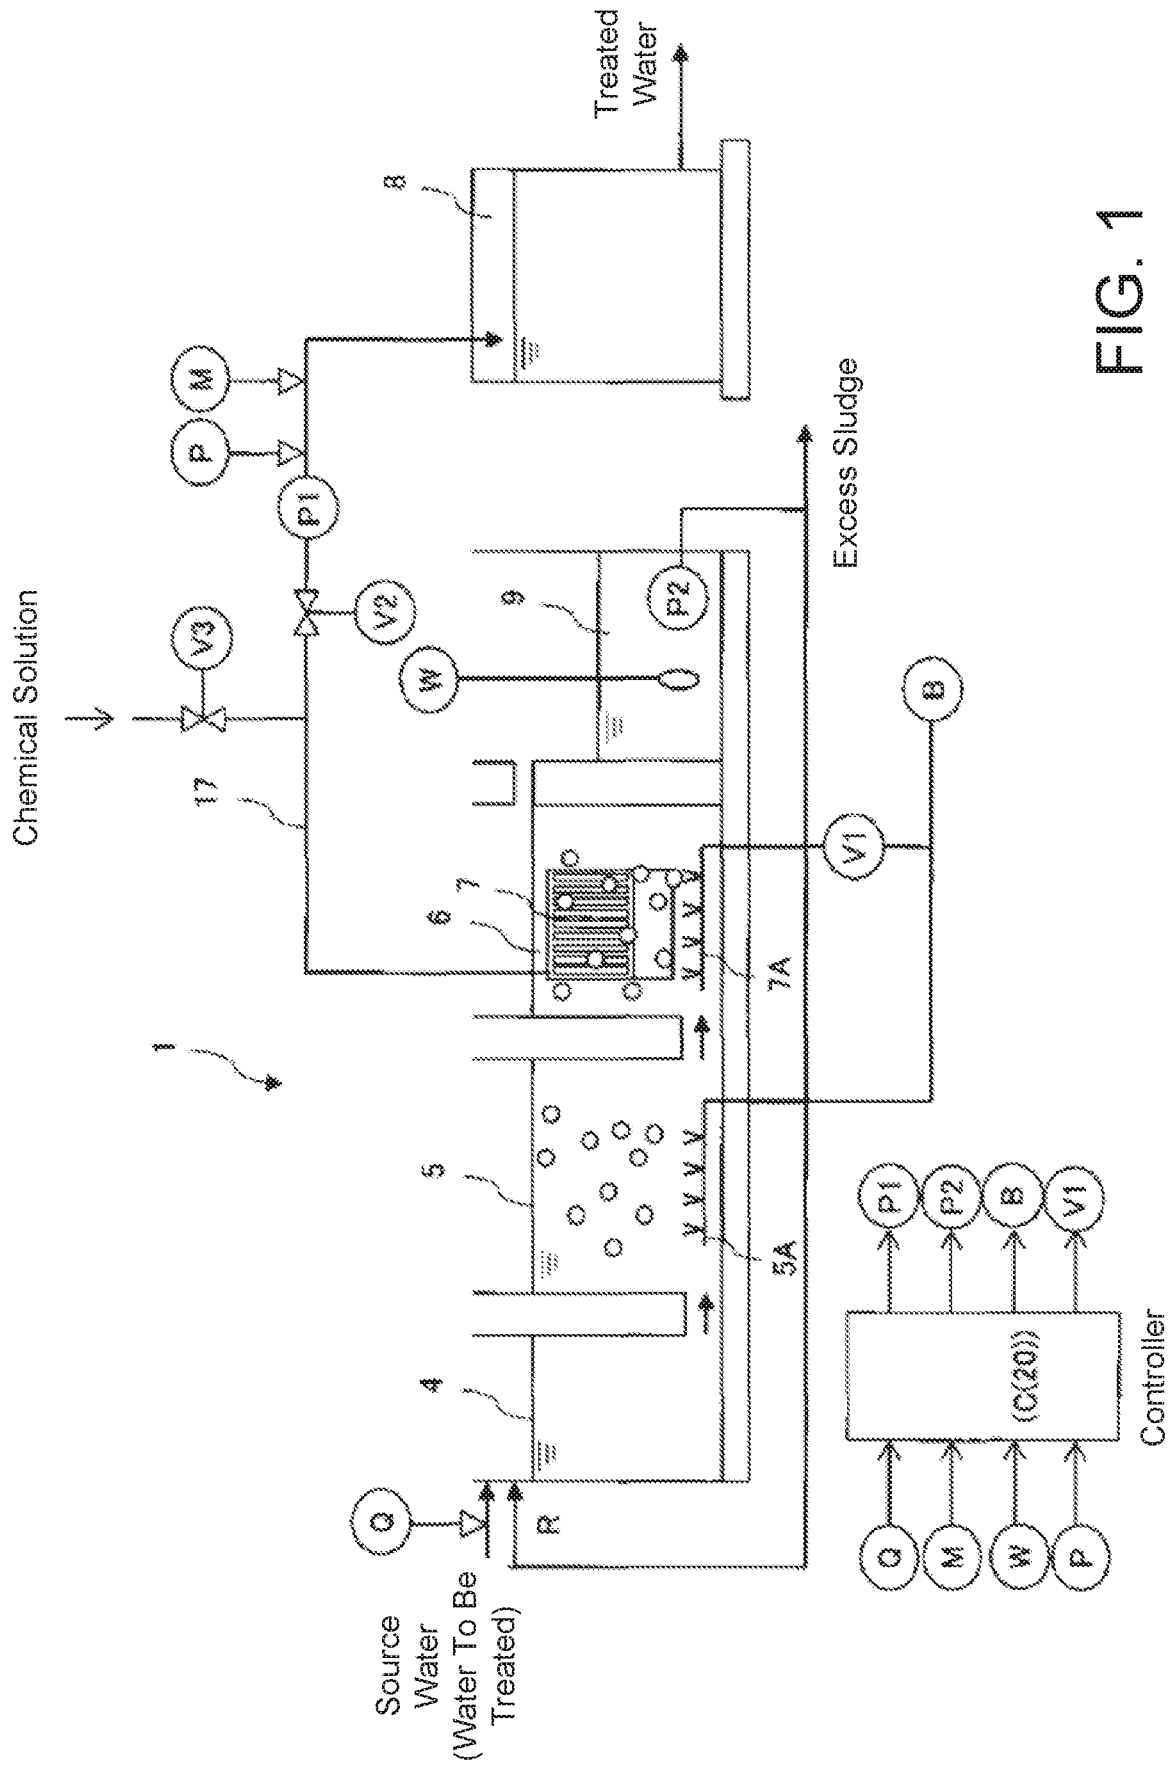 Chemical Solution
V3
17
P
M
P1
V2
Treated
Water
8
1
W
9
P2
6
7
5
4
Q
Source
Water
(Water To Be
Treated)
R
5A
7A
V1
B
Excess Sludge
Q
M
W
P
(C(20))
P1
P2
B
V1
Controller
FIG. 1